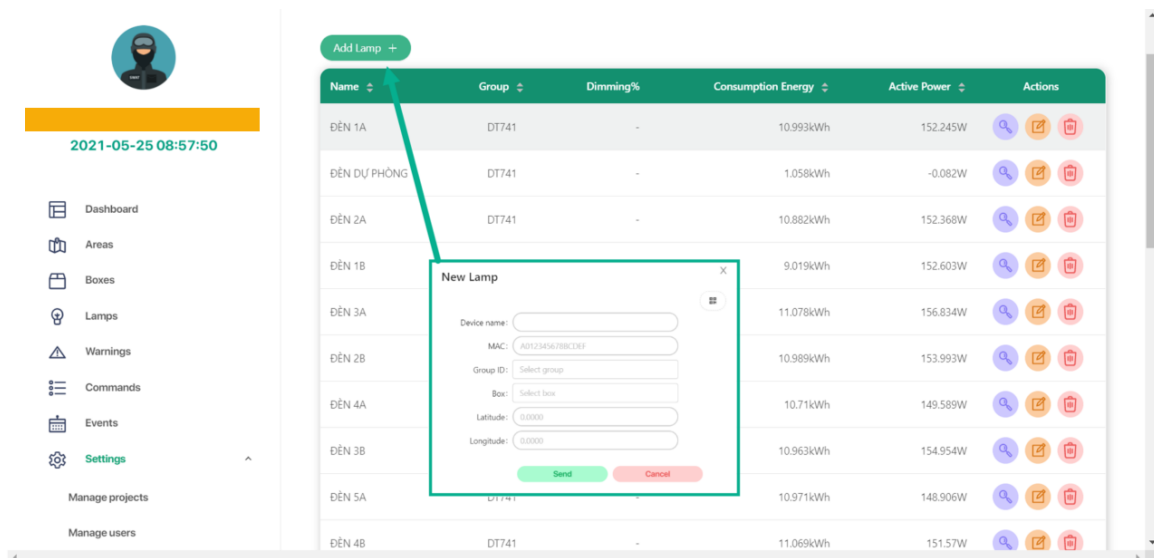 Add Lamp +
Name Group Dimming% Consumption Energy Active Power Actions
ĐÈN 1A DT741 - 10.993kWh 152.245W
2021-05-25 08:57:50
ĐÈN DỰ PHÒNG DT741 - 1.058kWh -0.082W
Dashboard
ĐÈN 2A DT741 - 10.882kWh 152.368W
Areas
ĐÈN 1B 9.019kWh 152.603W
Boxes
ĐÈN 3A 11.078kWh 156.834W
Lamps
Warnings
ĐÈN 2B 10.989kWh 153.993W
Commands
ĐÈN 4A 10.71kWh 149.589W
Events
ĐÈN 3B 10.963kWh 154.954W
Settings
ĐÈN 5A DT741 - 10.971kWh 148.906W
Manage projects
Manage users
ĐÈN 4B DT741 - 11.069kWh 151.57W
New Lamp X
Device name:
MAC: A012345678BCDEF
Group ID: Select group
Box: Select box
Latitude: 0.0000
Longitude: 0.0000
Send Cancel